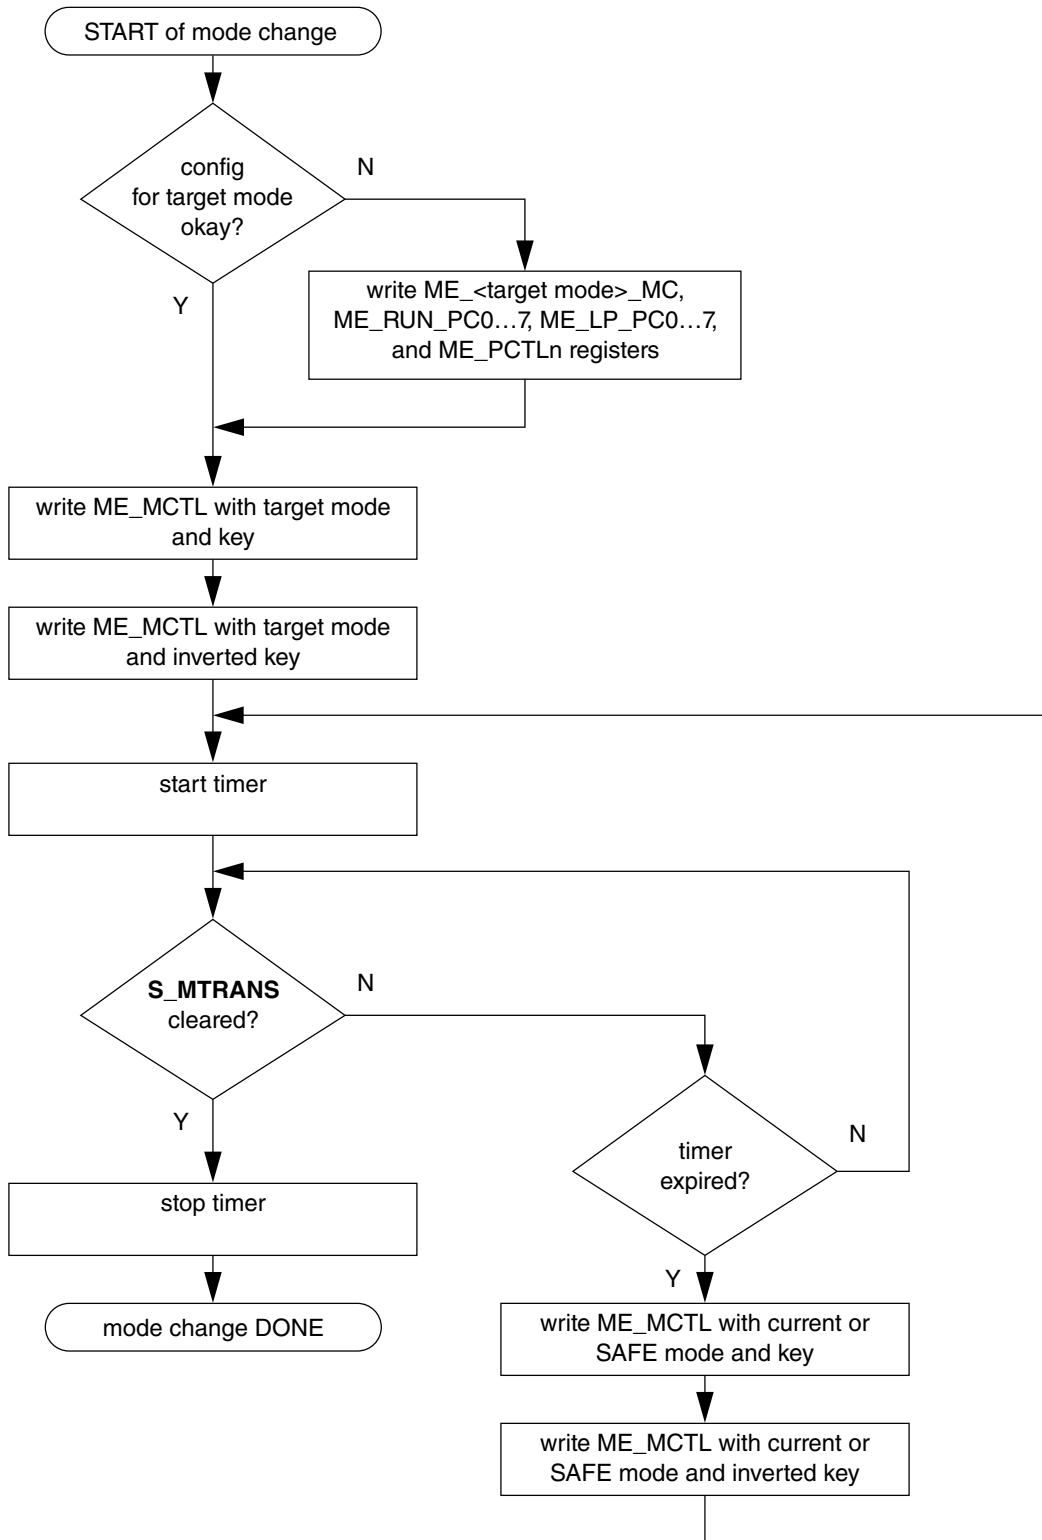 START of mode change
config
for target mode
okay?
N
Y
write ME_<target mode>_MC,
ME_RUN_PC0…7, ME_LP_PC0…7,
and ME_PCTLn registers
write ME_MCTL with target mode
and key
write ME_MCTL with target mode
and inverted key
start timer
S_MTRANS
cleared?
N
Y
timer
expired?
N
Y
stop timer
mode change DONE
write ME_MCTL with current or
SAFE mode and key
write ME_MCTL with current or
SAFE mode and inverted key